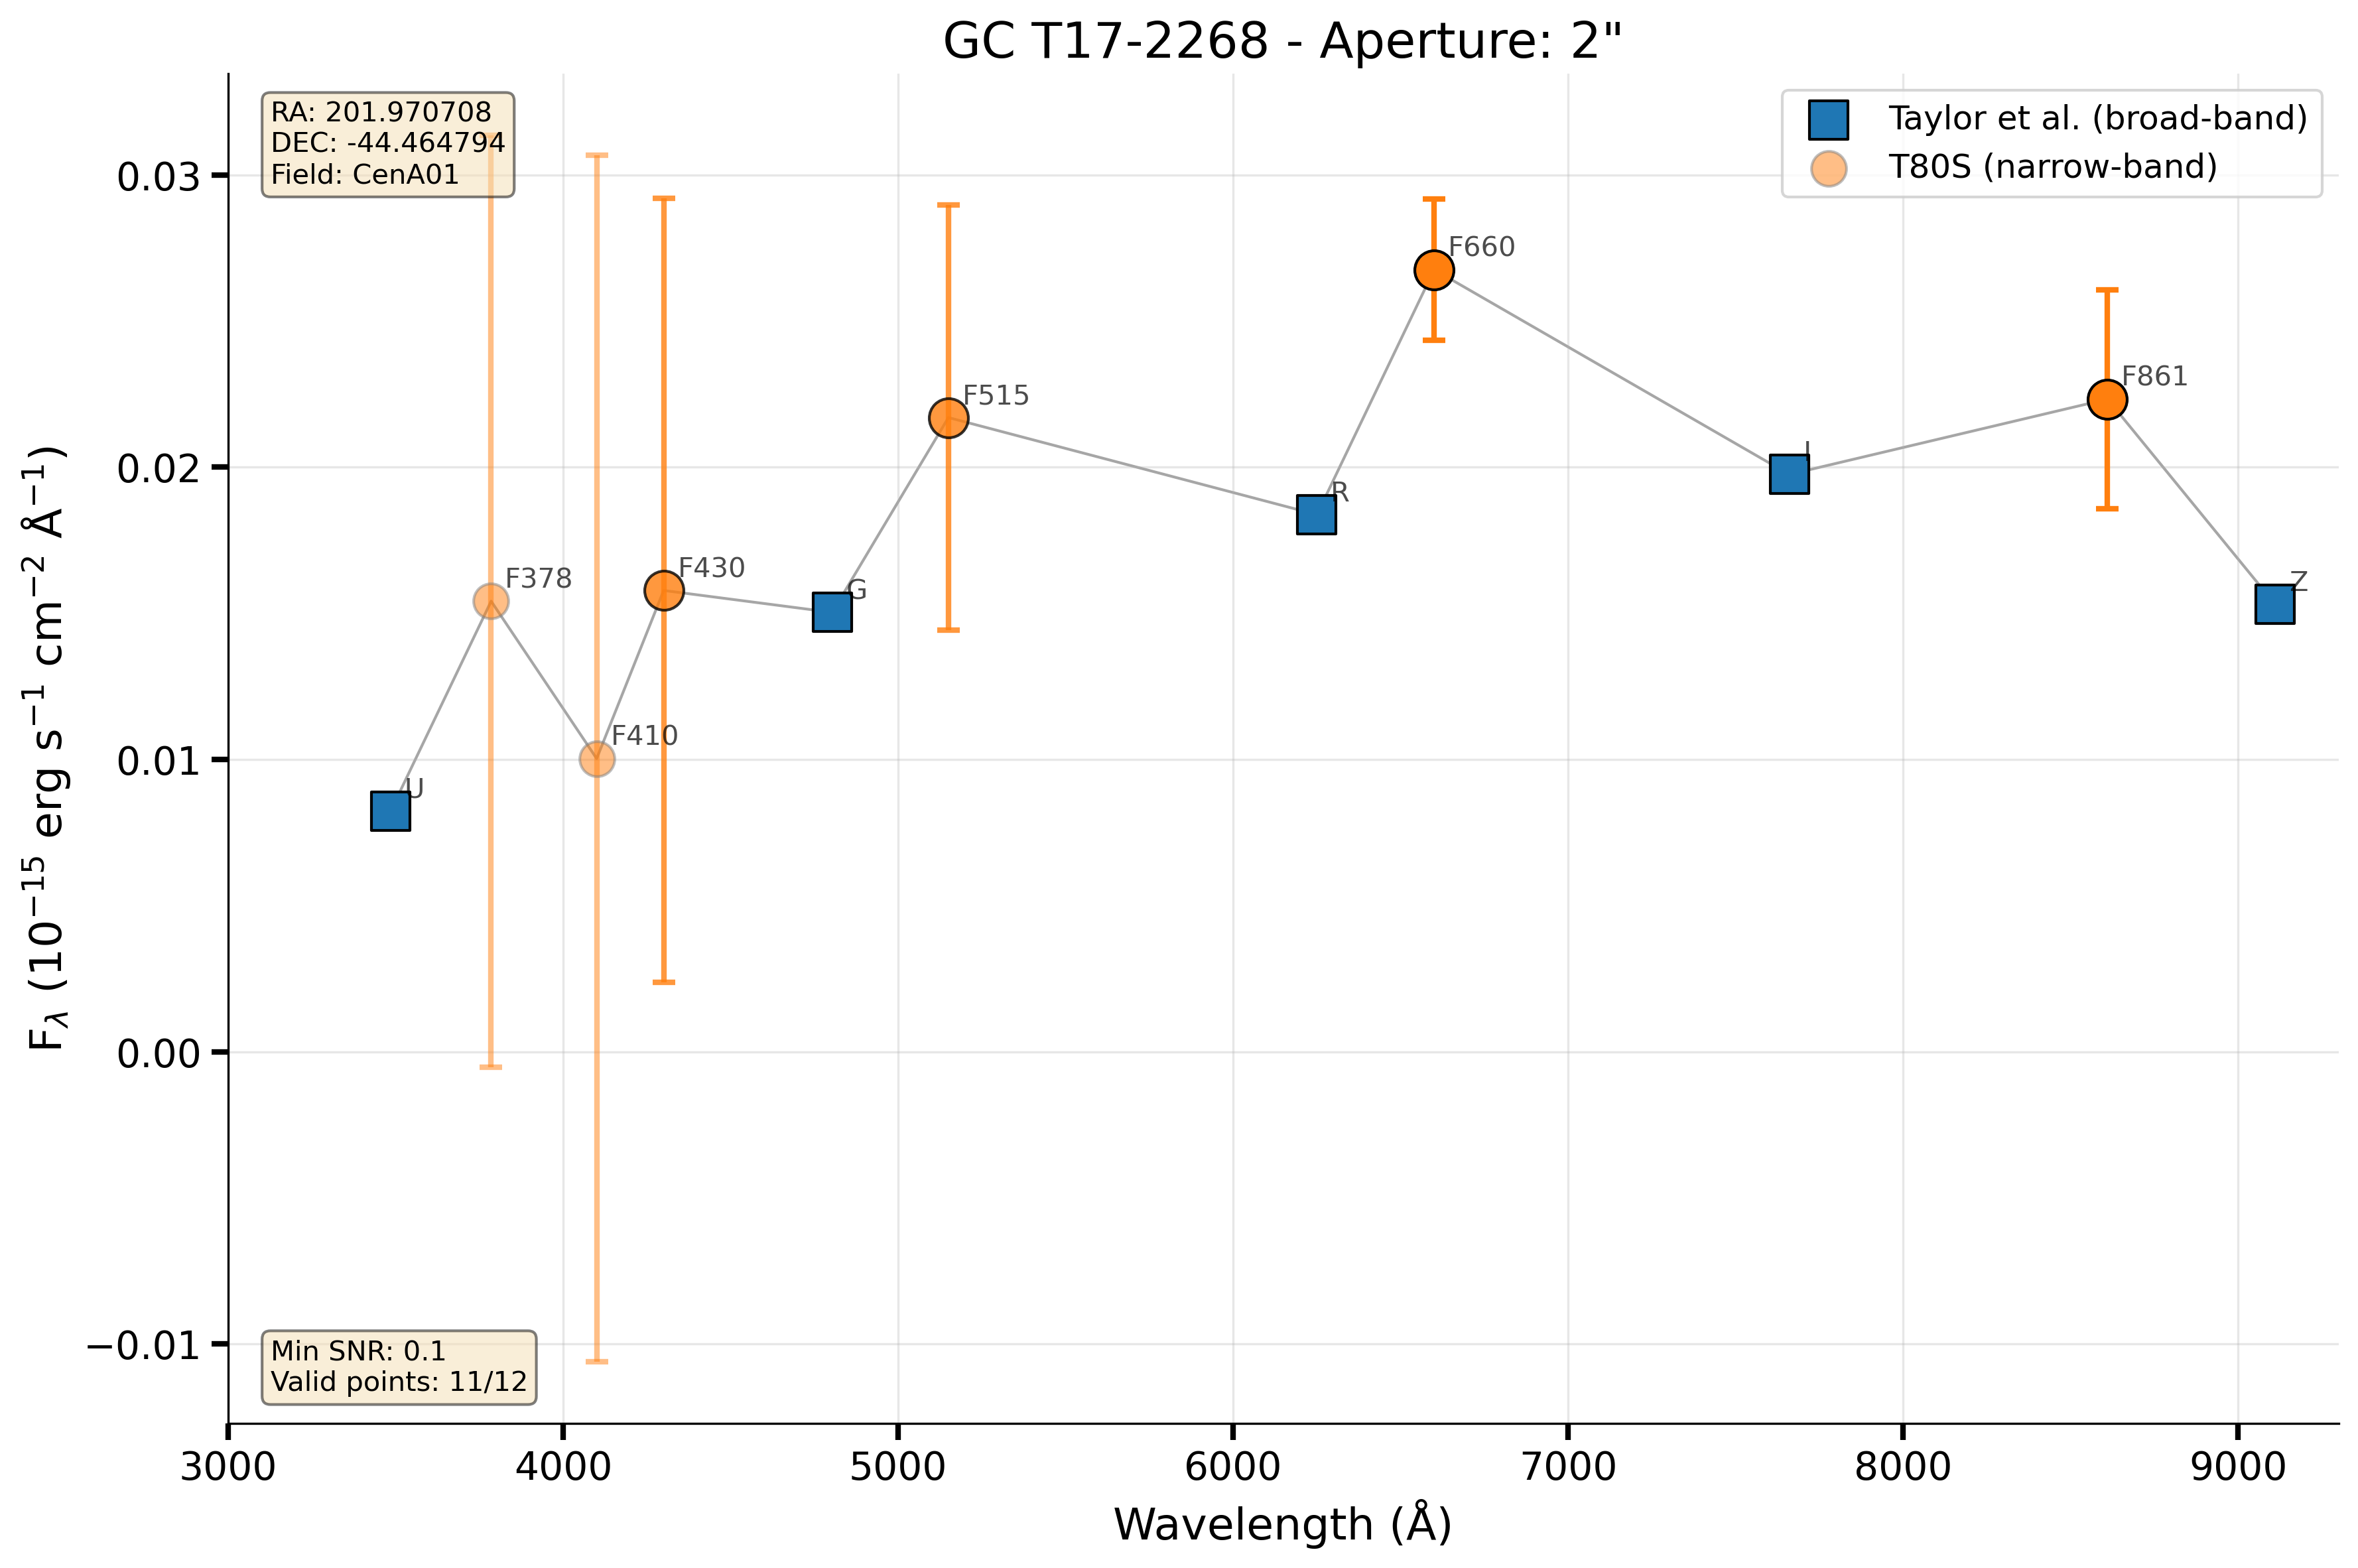 GC T17-2268 - Aperture: 2"
RA: 201.970708
DEC: -44.464794
Field: CenA01
Taylor et al. (broad-band)
T80S (narrow-band)
F660
F861
F515
I
R
F378
F430
G
Z
F410
U
0.03
0.02
0.01
0.00
−0.01
F_λ (10⁻¹⁵ erg s⁻¹ cm⁻² Å⁻¹)
Min SNR: 0.1
Valid points: 11/12
3000 4000 5000 6000 7000 8000 9000
Wavelength (Å)